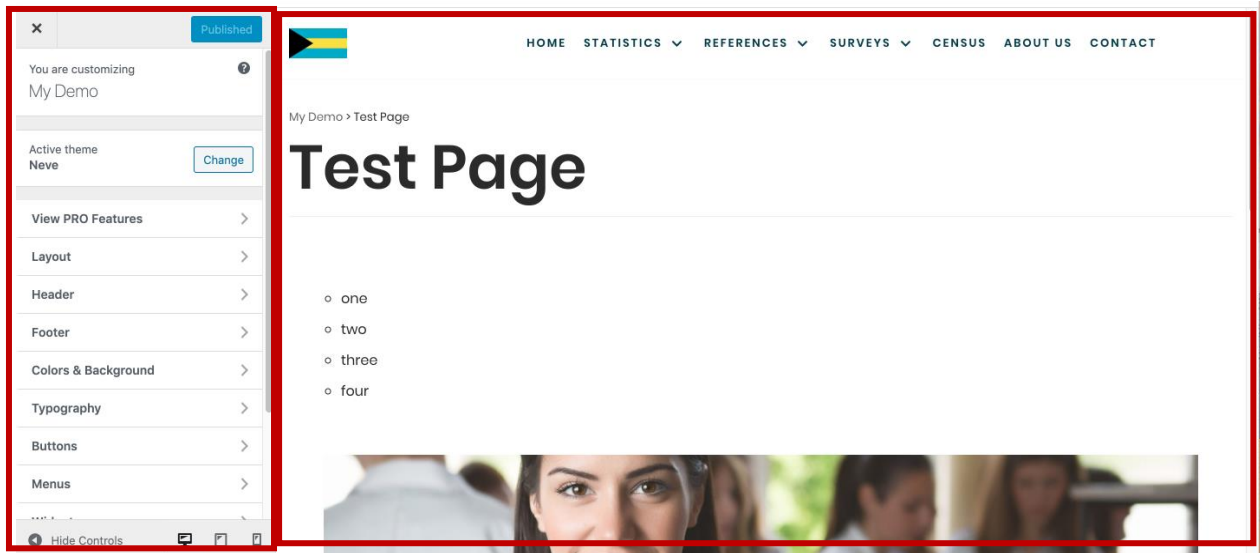 Published
You are customizing
My Demo
Active theme
Neve
Change
View PRO Features
Layout
Header
Footer
Colors & Background
Typography
Buttons
Menus
Hide Controls
HOME STATISTICS REFERENCES SURVEYS CENSUS ABOUT US CONTACT
My Demo > Test Page
Test Page
one
two
three
four